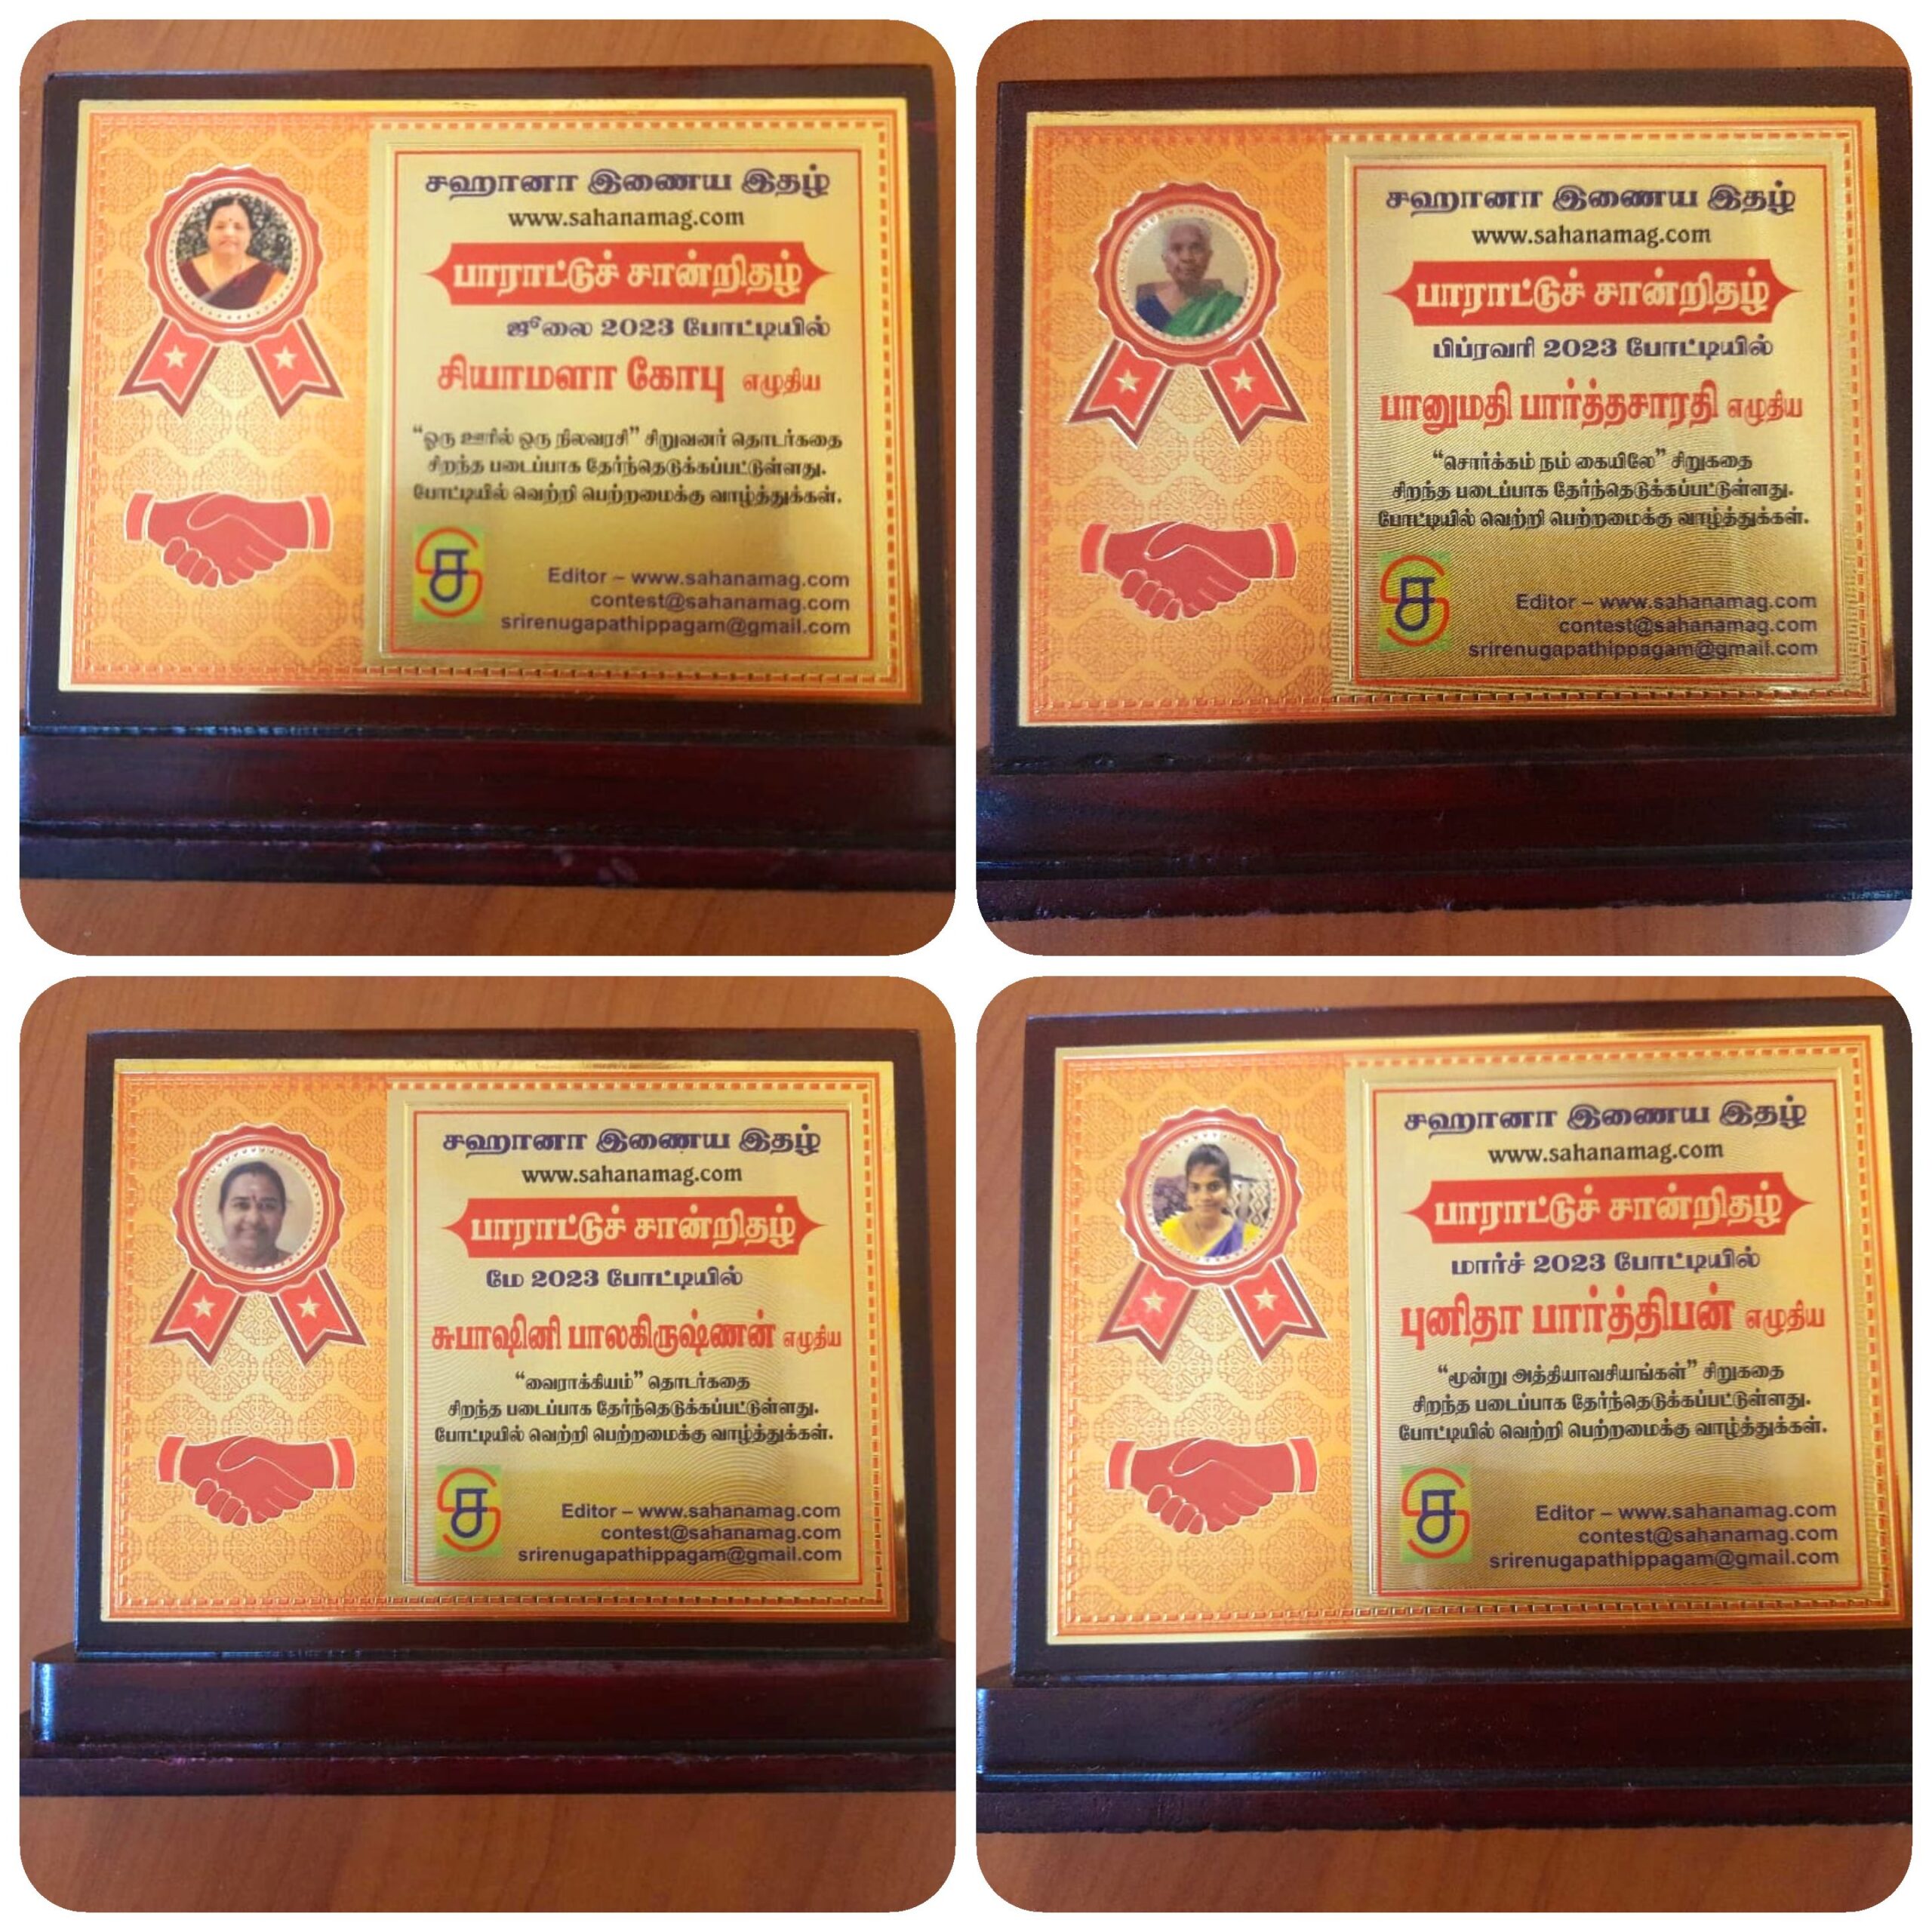 சஹானா இணைய இதழ்
www.sahanamag.com
பாராட்டுச் சான்றிதழ்
ஜூலை 2023 போட்டியில்
சியாமளா கோபு எழுதிய
“ஓரு ஊரில் ஒரு நிலவரசி” சிறுவனர் தொடர்கதை
சிறந்த படைப்பாக தேர்ந்தெடுக்கப்பட்டுள்ளது.
போட்டியில் வெற்றி பெற்றமைக்கு வாழ்த்துக்கள்.
ச
Editor – www.sahanamag.com
contest@sahanamag.com
srirenugapathippagam@gmail.com
சஹானா இணைய இதழ்
www.sahanamag.com
பாராட்டுச் சான்றிதழ்
பிப்ரவரி 2023 போட்டியில்
பானுமதி பார்த்தசாரதி எழுதிய
“சொர்க்கம் நம் கையிலே” சிறுகதை
சிறந்த படைப்பாக தேர்ந்தெடுக்கப்பட்டுள்ளது.
போட்டியில் வெற்றி பெற்றமைக்கு வாழ்த்துக்கள்.
ச
Editor – www.sahanamag.com
contest@sahanamag.com
srirenugapathippagam@gmail.com
சஹானா இணைய இதழ்
www.sahanamag.com
பாராட்டுச் சான்றிதழ்
மே 2023 போட்டியில்
சுபாஷினி பாலகிருஷ்ணன் எழுதிய
“வைராக்கியம்” தொடர்கதை
சிறந்த படைப்பாக தேர்ந்தெடுக்கப்பட்டுள்ளது.
போட்டியில் வெற்றி பெற்றமைக்கு வாழ்த்துக்கள்.
ச
Editor – www.sahanamag.com
contest@sahanamag.com
srirenugapathippagam@gmail.com
சஹானா இணைய இதழ்
www.sahanamag.com
பாராட்டுச் சான்றிதழ்
மார்ச் 2023 போட்டியில்
புனிதா பார்த்திபன் எழுதிய
“மூன்று அத்தியாவசியங்கள்” சிறுகதை
சிறந்த படைப்பாக தேர்ந்தெடுக்கப்பட்டுள்ளது.
போட்டியில் வெற்றி பெற்றமைக்கு வாழ்த்துக்கள்.
ச
Editor – www.sahanamag.com
contest@sahanamag.com
srirenugapathippagam@gmail.com